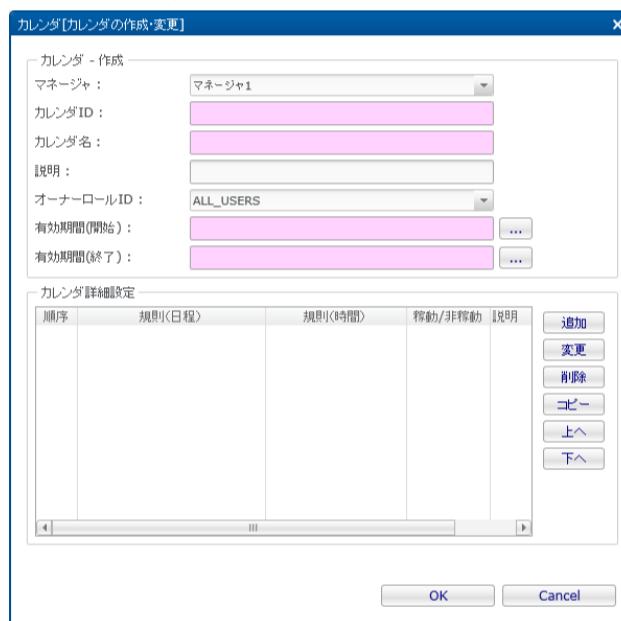 カレンダ[カレンダの作成・変更]
カレンダ - 作成
マネージャ： マネージャ1
カレンダID：
カレンダ名：
説明：
オーナーロールID： ALL_USERS
有効期間(開始)： ...
有効期間(終了)： ...
カレンダ詳細設定
順序 規則(日程) 規則(時間) 稼動/非稼動 説明
追加
変更
削除
コピー
上へ
下へ
OK Cancel